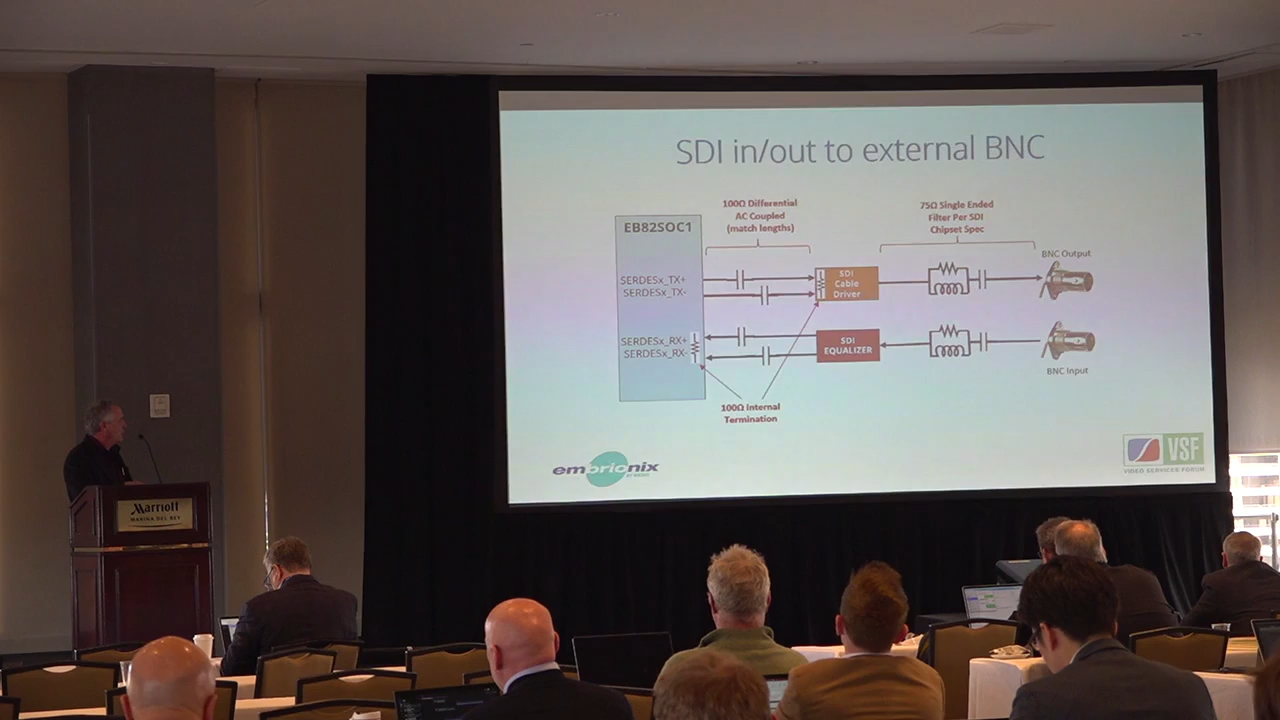 SDI in/out to external BNC
100Ω Differential
AC Coupled
(match lengths)
75Ω Single Ended
Filter Per SDI
Chipset Spec
EB82SOC1
BNC Output
SERDESx_TX+
SERDESx_TX-
SDI
Cable
Driver
SERDESx_RX+
SERDESx_RX-
SDI
EQUALIZER
BNC Input
100Ω Internal
Termination
embrionix
VSF
VIDEO SERVICES FORUM
Marriott
MARINA DEL REY